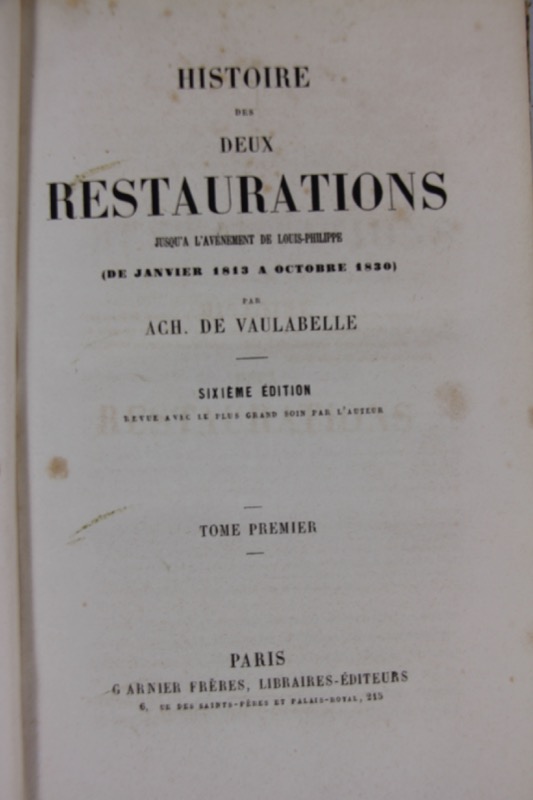 HISTOIRE
DES
DEUX
RESTAURATIONS
JUSQU'A L'AVÉNEMENT DE LOUIS-PHILIPPE
(DE JANVIER 1813 A OCTOBRE 1830)
PAR
ACH. DE VAULABELLE
SIXIÈME ÉDITION
REVUE AVEC LE PLUS GRAND SOIN PAR L'AUTEUR
TOME PREMIER
PARIS
GARNIER FRÈRES, LIBRAIRES-ÉDITEURS
6, DES SAINTS-PÈRES ET PALAIS-ROYAL, 215